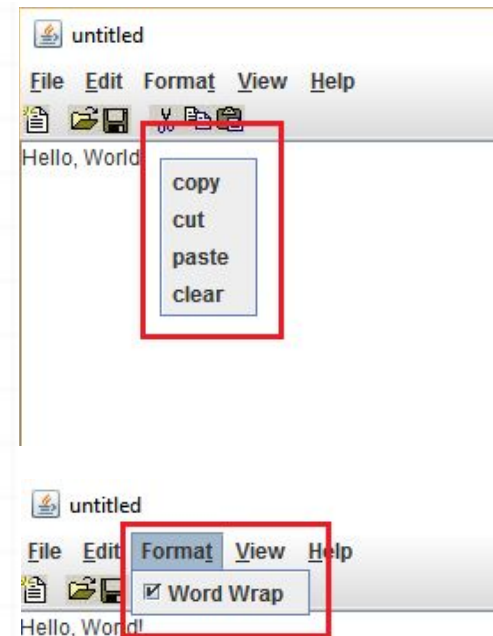 untitled
File Edit Format View Help
Hello, World
copy
cut
paste
clear
untitled
File Edit Format View Help
Word Wrap
Hello, World!